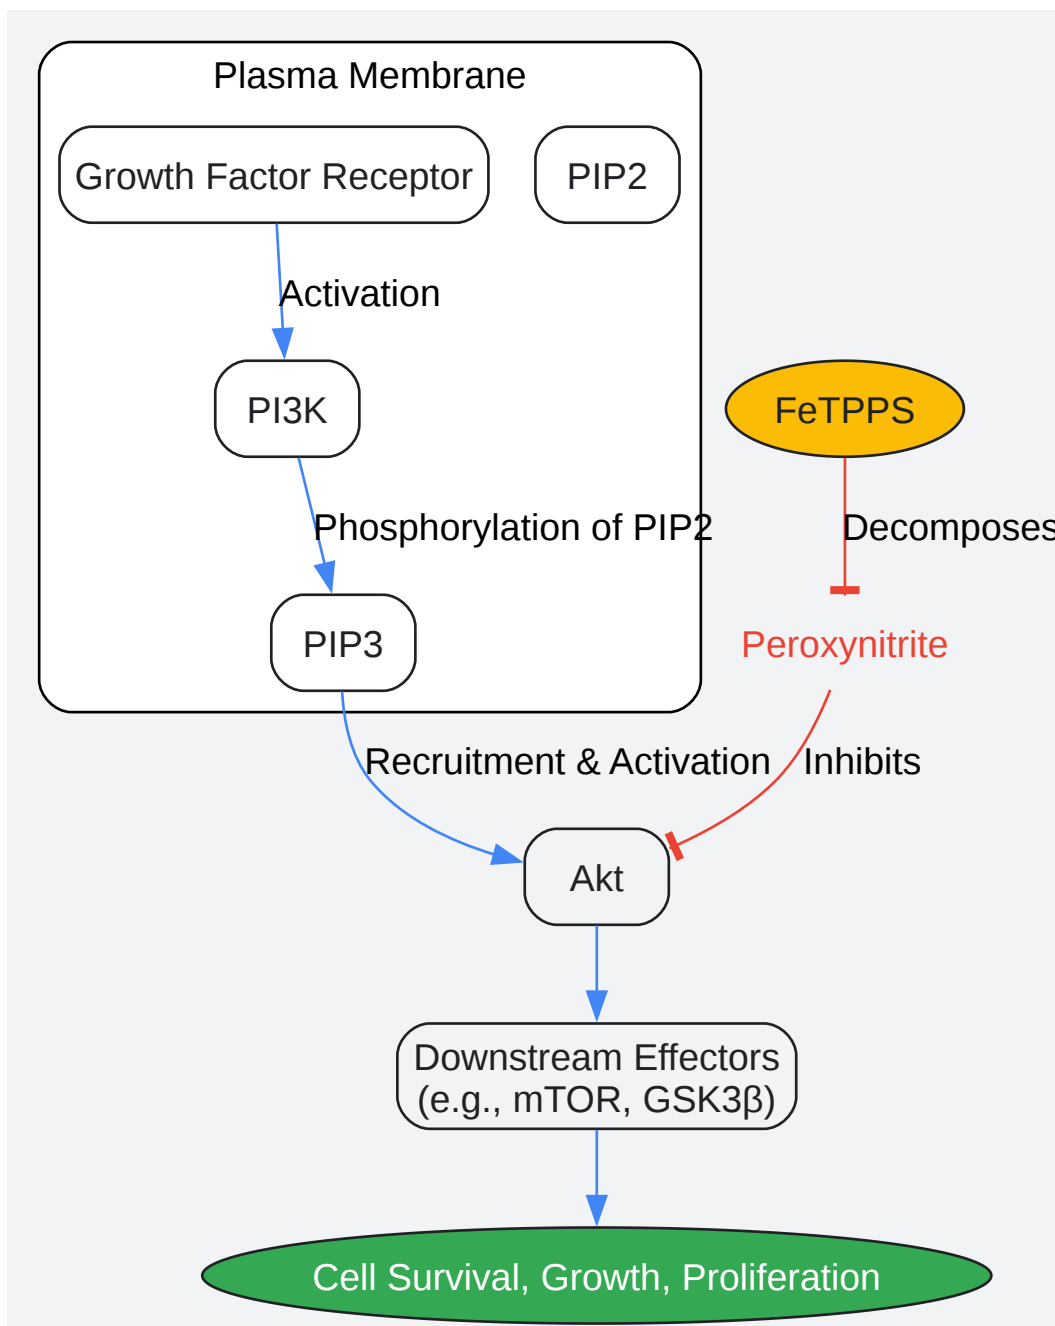 Plasma Membrane
Growth Factor Receptor
PIP2
Activation
PI3K
FeTPPS
Phosphorylation of PIP2
Decomposes
PIP3
Peroxynitrite
Recruitment & Activation
Inhibits
Akt
Downstream Effectors
(e.g., mTOR, GSK3β)
Cell Survival, Growth, Proliferation